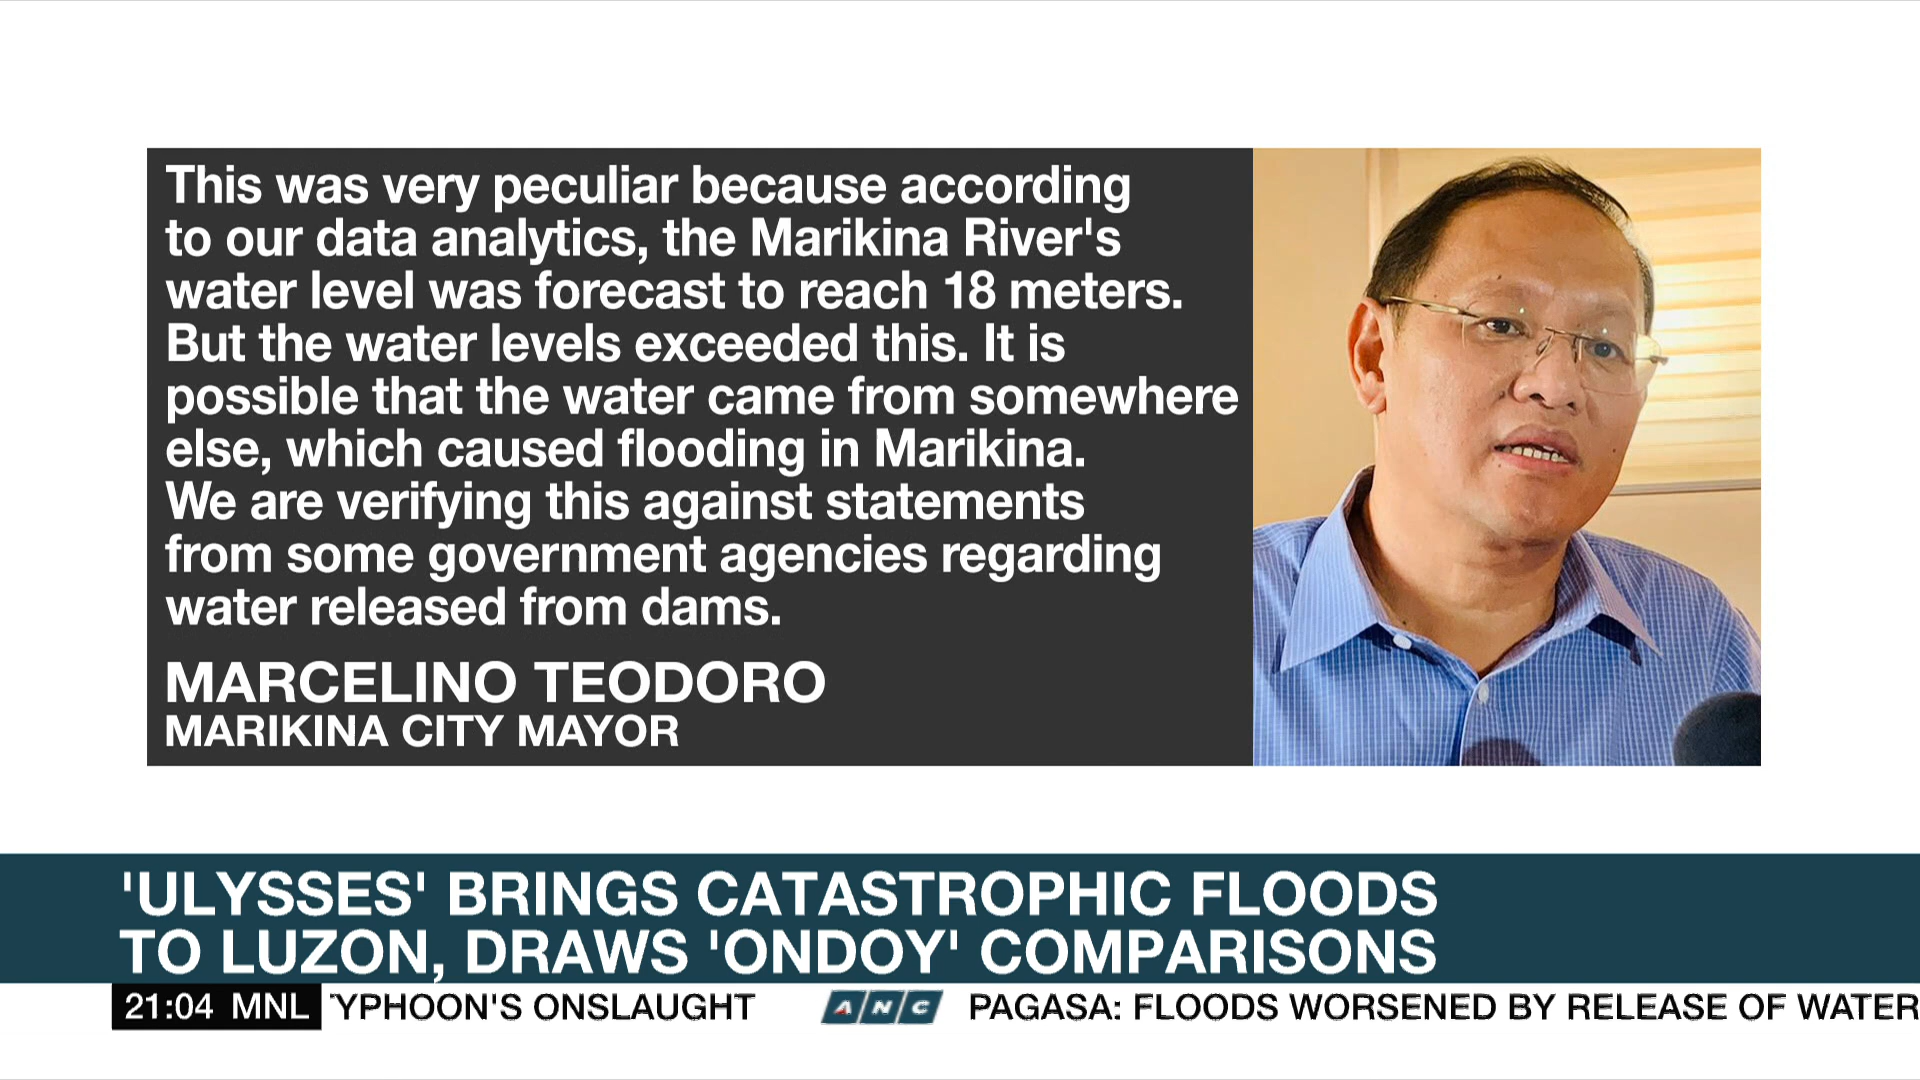 This was very peculiar because according
to our data analytics, the Marikina River's
water level was forecast to reach 18 meters.
But the water levels exceeded this. It is
possible that the water came from somewhere
else, which caused flooding in Marikina.
We are verifying this against statements
from some government agencies regarding
water released from dams.
MARCELINO TEODORO
MARIKINA CITY MAYOR
'ULYSSES' BRINGS CATASTROPHIC FLOODS
TO LUZON, DRAWS 'ONDOY' COMPARISONS
21:04 MNL YPHOON'S ONSLAUGHT ANC PAGASA: FLOODS WORSENED BY RELEASE OF WATER